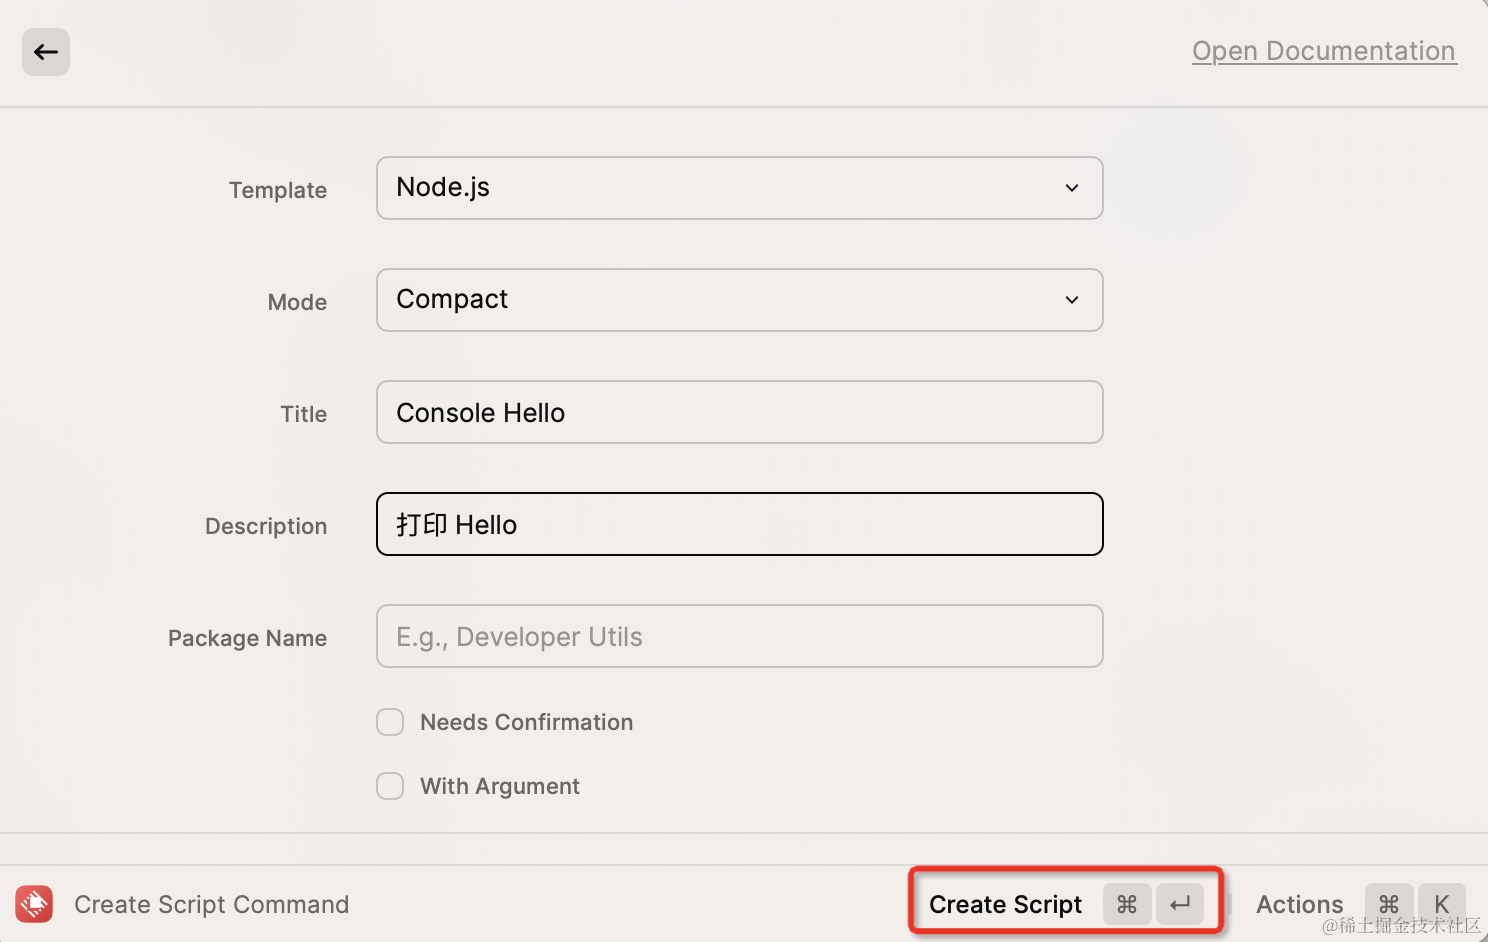 Open Documentation
Template
Node.js
Mode
Compact
Title
Console Hello
Description
打印 Hello
Package Name
E.g., Developer Utils
Needs Confirmation
With Argument
Create Script Command
Create Script ⌘ ↵
Actions ⌘ K
@稀土掘金技术社区